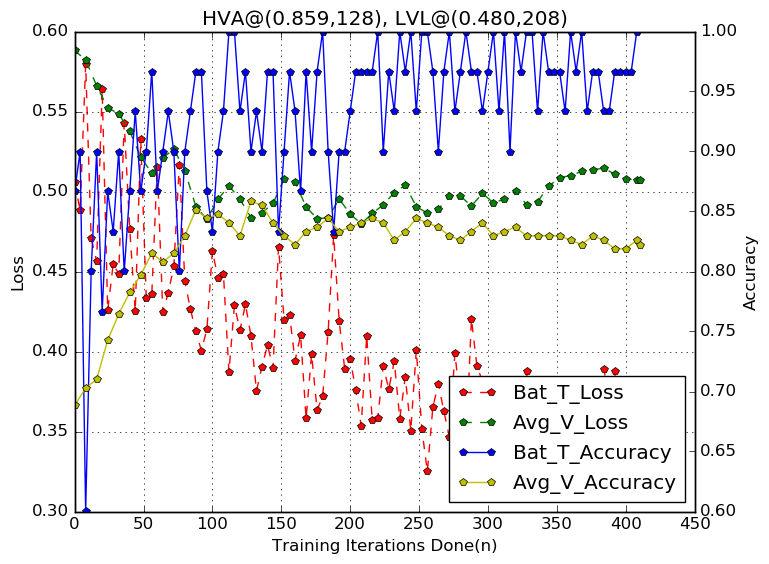 HVA@(0.859,128), LVL@(0.480,208)
0.60
0.55
0.50
0.45
0.40
0.35
0.30
Loss
1.00
0.95
0.90
0.85
0.80
0.75
0.70
0.65
0.60
Accuracy
Bat_T_Loss
Avg_V_Loss
Bat_T_Accuracy
Avg_V_Accuracy
0 50 100 150 200 250 300 350 400 450
Training Iterations Done(n)